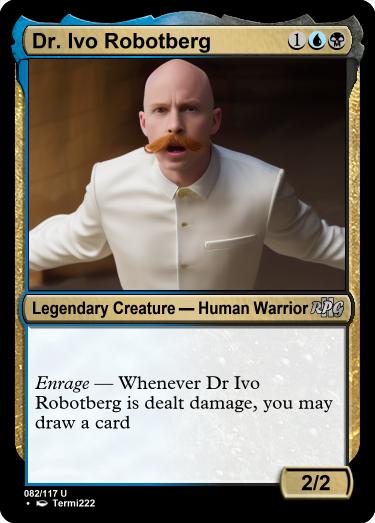 Dr. Ivo Robotberg 1
Legendary Creature — Human Warrior RPG
Enrage — Whenever Dr Ivo
Robotberg is dealt damage, you may
draw a card
2/2
082/117 U
• Termi222